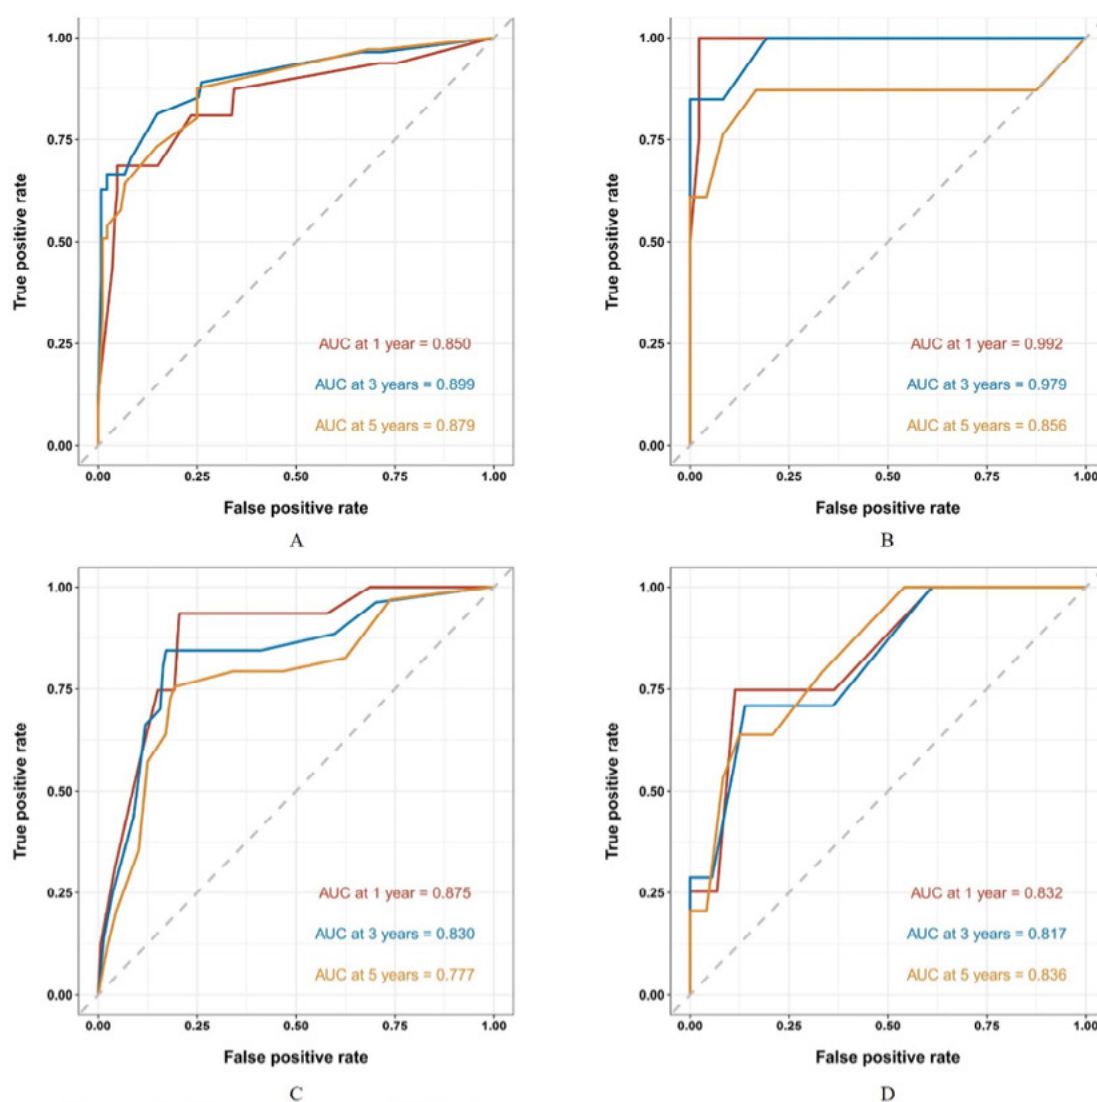 1.00
0.75
0.50
0.25
0.00
True positive rate
AUC at 1 year = 0.850
AUC at 3 years = 0.899
AUC at 5 years = 0.879
0.00 0.25 0.50 0.75 1.00
False positive rate
A
1.00
0.75
0.50
0.25
0.00
True positive rate
AUC at 1 year = 0.992
AUC at 3 years = 0.979
AUC at 5 years = 0.856
0.00 0.25 0.50 0.75 1.00
False positive rate
B
1.00
0.75
0.50
0.25
0.00
True positive rate
AUC at 1 year = 0.875
AUC at 3 years = 0.830
AUC at 5 years = 0.777
0.00 0.25 0.50 0.75 1.00
False positive rate
C
1.00
0.75
0.50
0.25
0.00
True positive rate
AUC at 1 year = 0.832
AUC at 3 years = 0.817
AUC at 5 years = 0.836
0.00 0.25 0.50 0.75 1.00
False positive rate
D